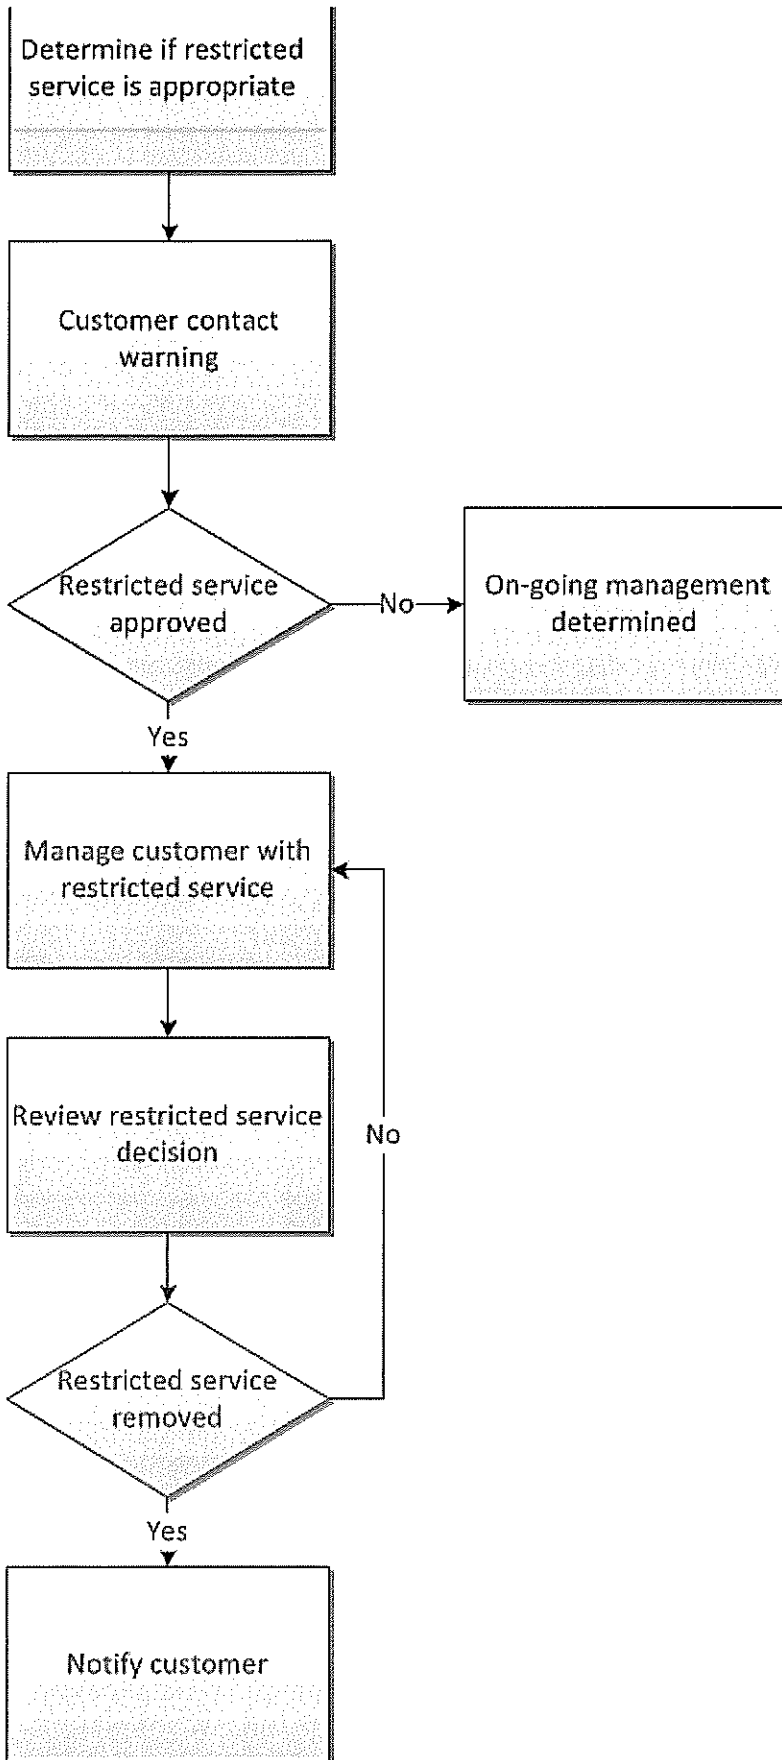 Determine if restricted
service is appropriate
Customer contact
warning
Restricted service
approved
No
On-going management
determined
Yes
Manage customer with
restricted service
Review restricted service
decision
No
Restricted service
removed
Yes
Notify customer